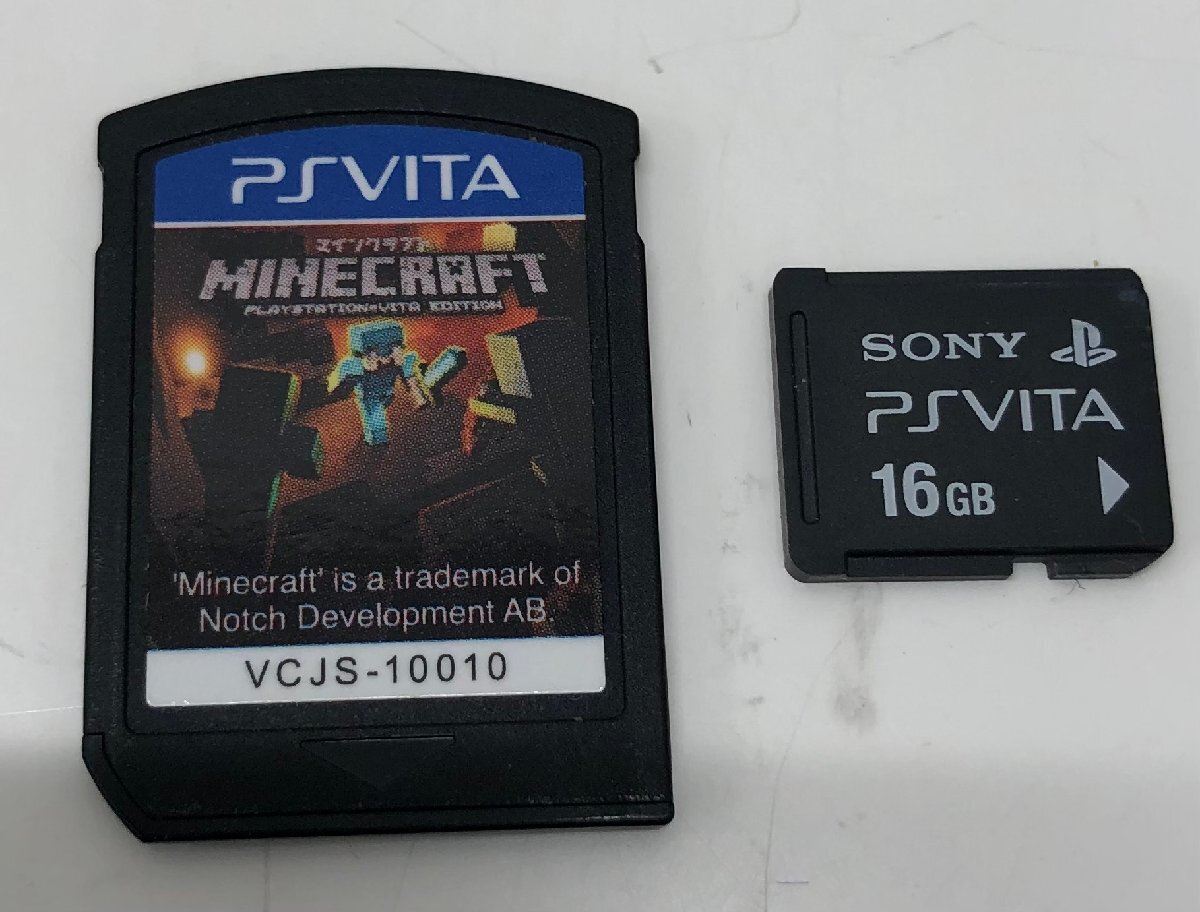 PSVITA
マインクラフト
MINECRAFT
PLAYSTATION®VITA EDITION
'Minecraft' is a trademark of
Notch Development AB.
VCJS-10010
SONY
PSVITA
16GB